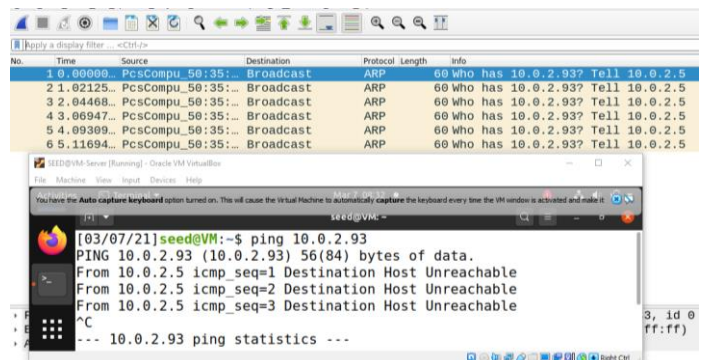 Apply a display filter ... <Ctrl-/>
No. Time Source Destination Protocol Length Info
1 0.00000… PcsCompu_50:35:… Broadcast ARP 60 Who has 10.0.2.93? Tell 10.0.2.5
2 1.02125… PcsCompu_50:35:… Broadcast ARP 60 Who has 10.0.2.93? Tell 10.0.2.5
3 2.04468… PcsCompu_50:35:… Broadcast ARP 60 Who has 10.0.2.93? Tell 10.0.2.5
4 3.06947… PcsCompu_50:35:… Broadcast ARP 60 Who has 10.0.2.93? Tell 10.0.2.5
5 4.09309… PcsCompu_50:35:… Broadcast ARP 60 Who has 10.0.2.93? Tell 10.0.2.5
6 5.11694… PcsCompu_50:35:… Broadcast ARP 60 Who has 10.0.2.93? Tell 10.0.2.5
SEED@VM-Server [Running] - Oracle VM VirtualBox
File Machine View Input Devices Help
Activities Terminal Mar 7 08:32
You have the Auto capture keyboard option turned on. This will cause the Virtual Machine to automatically capture the keyboard every time the VM window is activated and make it
seed@VM: ~
[03/07/21]seed@VM:~$ ping 10.0.2.93
PING 10.0.2.93 (10.0.2.93) 56(84) bytes of data.
From 10.0.2.5 icmp_seq=1 Destination Host Unreachable
From 10.0.2.5 icmp_seq=2 Destination Host Unreachable
From 10.0.2.5 icmp_seq=3 Destination Host Unreachable
^C
--- 10.0.2.93 ping statistics ---
3, id 0
ff:ff)
Right Ctrl